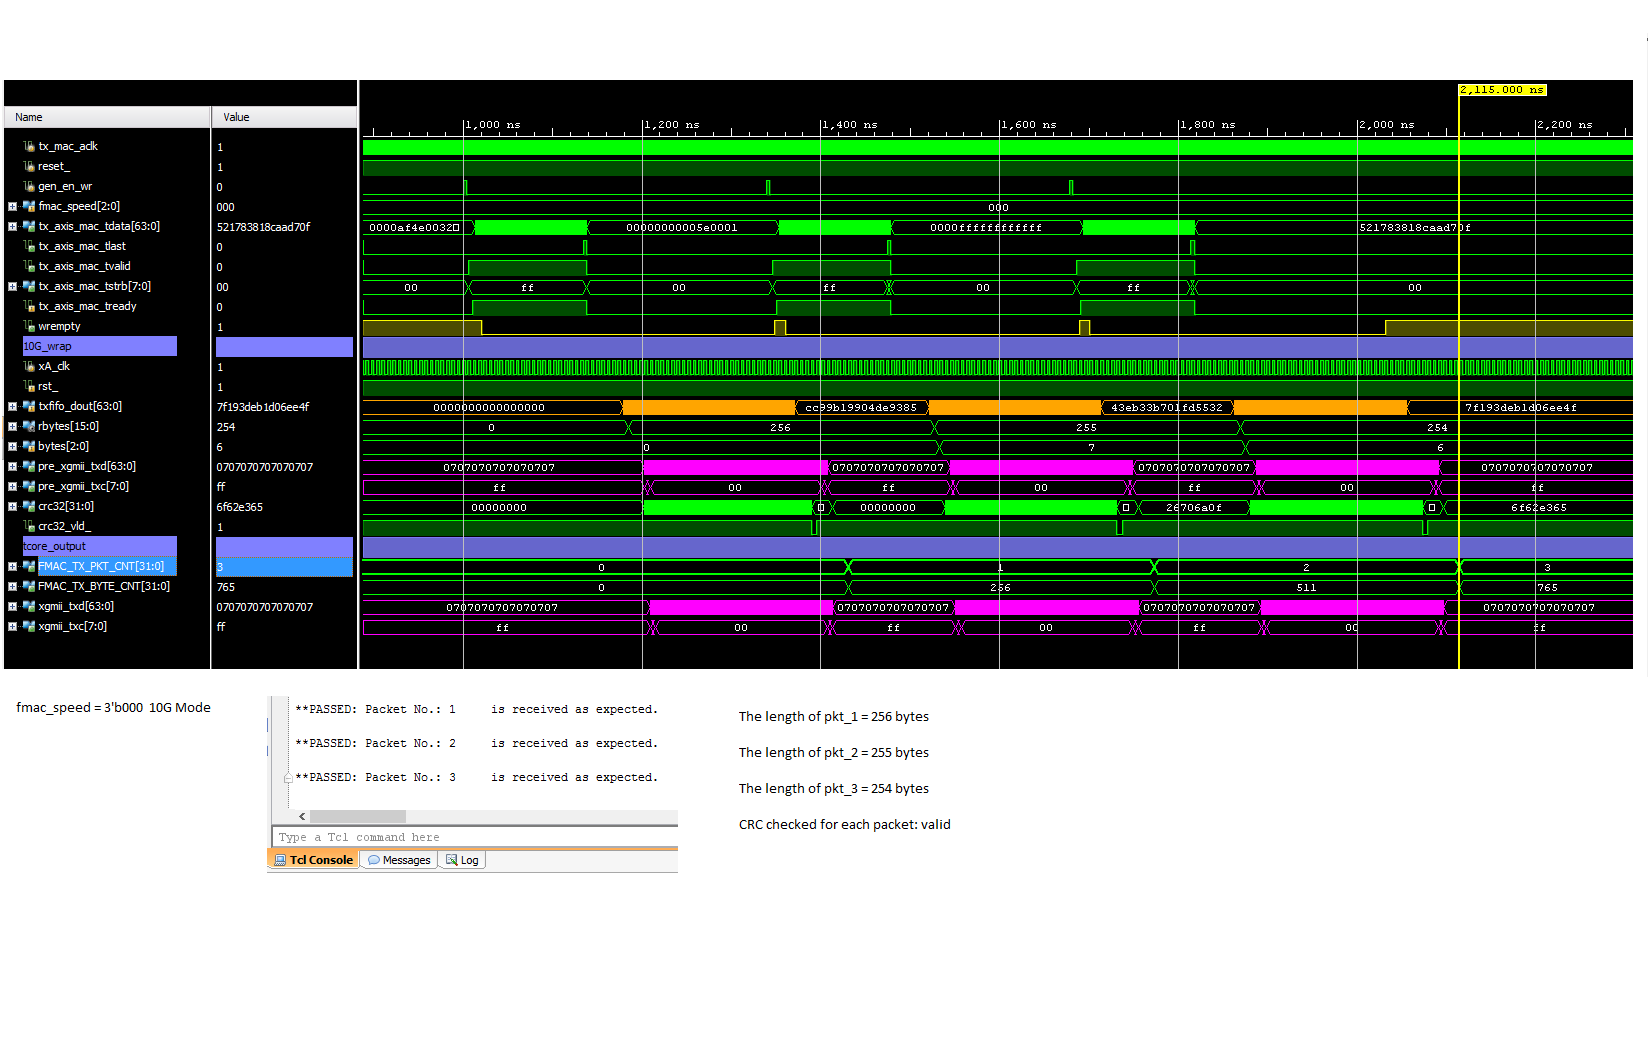 2,115.000 ns
Name Value
1,000 ns 1,200 ns 1,400 ns 1,600 ns 1,800 ns 2,000 ns 2,200 ns
tx_mac_aclk 1
reset_ 1
gen_en_wr 0
fmac_speed[2:0] 000 000
tx_axis_mac_tdata[63:0] 521783818caad70f 0000af4e0032 00000000005e0001 0000ffffffffffff 521783818caad70f
tx_axis_mac_tlast 0
tx_axis_mac_tvalid 0
tx_axis_mac_tstrb[7:0] 00 00 ff 00 ff 00 ff 00
tx_axis_mac_tready 0
wrempty 1
10G_wrap
xA_clk 1
rst_ 1
txfifo_dout[63:0] 7f193deb1d06ee4f 0000000000000000 cc99b19904de9385 43eb33b701fd5532 7f193deb1d06ee4f
rbytes[15:0] 254 0 256 255 254
bytes[2:0] 6 0 7 6
pre_xgmii_txd[63:0] 0707070707070707 0707070707070707 0707070707070707 0707070707070707 0707070707070707
pre_xgmii_txc[7:0] ff ff 00 ff 00 ff 00 ff
crc32[31:0] 6f62e365 00000000 00000000 26706a0f 6f62e365
crc32_vld_ 1
tcore_output
FMAC_TX_PKT_CNT[31:0] 3 0 1 2 3
FMAC_TX_BYTE_CNT[31:0] 765 0 256 511 765
xgmii_txd[63:0] 0707070707070707 0707070707070707 0707070707070707 0707070707070707 0707070707070707
xgmii_txc[7:0] ff ff 00 ff 00 ff 00 ff
fmac_speed = 3'b000 10G Mode
**PASSED: Packet No.: 1 is received as expected.
**PASSED: Packet No.: 2 is received as expected.
**PASSED: Packet No.: 3 is received as expected.
Type a Tcl command here
Tcl Console Messages Log
The length of pkt_1 = 256 bytes
The length of pkt_2 = 255 bytes
The length of pkt_3 = 254 bytes
CRC checked for each packet: valid